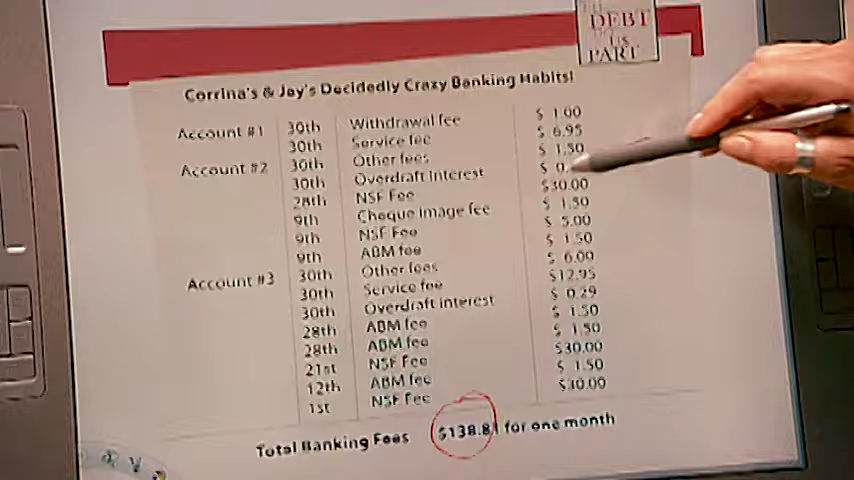 DEBT
US
PART
Corrina's & Jay's Decidedly Crazy Banking Habits!
Account #1 30th Withdrawal fee $ 1.00
30th Service fee $ 6.95
Account #2 30th Other fees $ 1.50
30th Overdraft Interest $ 0.
28th NSF Fee $30.00
9th Cheque image fee $ 1.50
9th NSF Fee $ 5.00
9th ABM fee $ 1.50
Account #3 30th Other fees $ 6.00
30th Service fee $12.95
30th Overdraft interest $ 0.29
28th ABM fee $ 1.50
28th ABM fee $ 1.50
21st NSF Fee $30.00
12th ABM fee $ 1.50
1st NSF Fee $30.00
Total Banking Fees $138.81 for one month